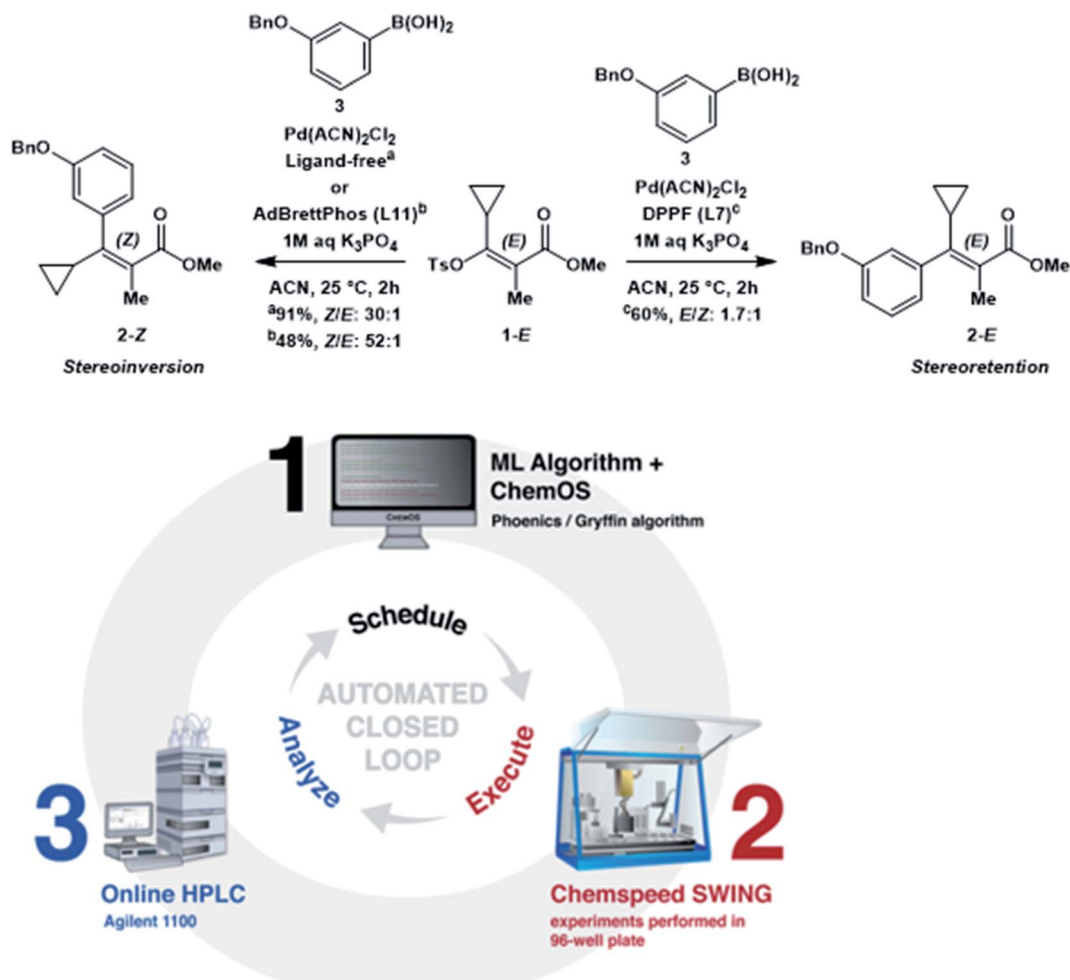 BnO
B(OH)2
3
Pd(ACN)2Cl2
Ligand-freeᵃ
or
AdBrettPhos (L11)ᵇ
1M aq K3PO4
ACN, 25 °C, 2h
ᵃ91%, Z/E: 30:1
ᵇ48%, Z/E: 52:1
BnO
(Z)
O
OMe
Me
2-Z
Stereoinversion
(E)
O
TsO
OMe
Me
1-E
BnO
B(OH)2
3
Pd(ACN)2Cl2
DPPF (L7)ᶜ
1M aq K3PO4
ACN, 25 °C, 2h
ᶜ60%, E/Z: 1.7:1
(E)
O
BnO
OMe
Me
2-E
Stereoretention
1
ML Algorithm +
ChemOS
Phoenics / Gryffin algorithm
ChemOS
Schedule
AUTOMATED
CLOSED
LOOP
Execute
Analyze
2
Chemspeed SWING
experiments performed in
96-well plate
3
Online HPLC
Agilent 1100